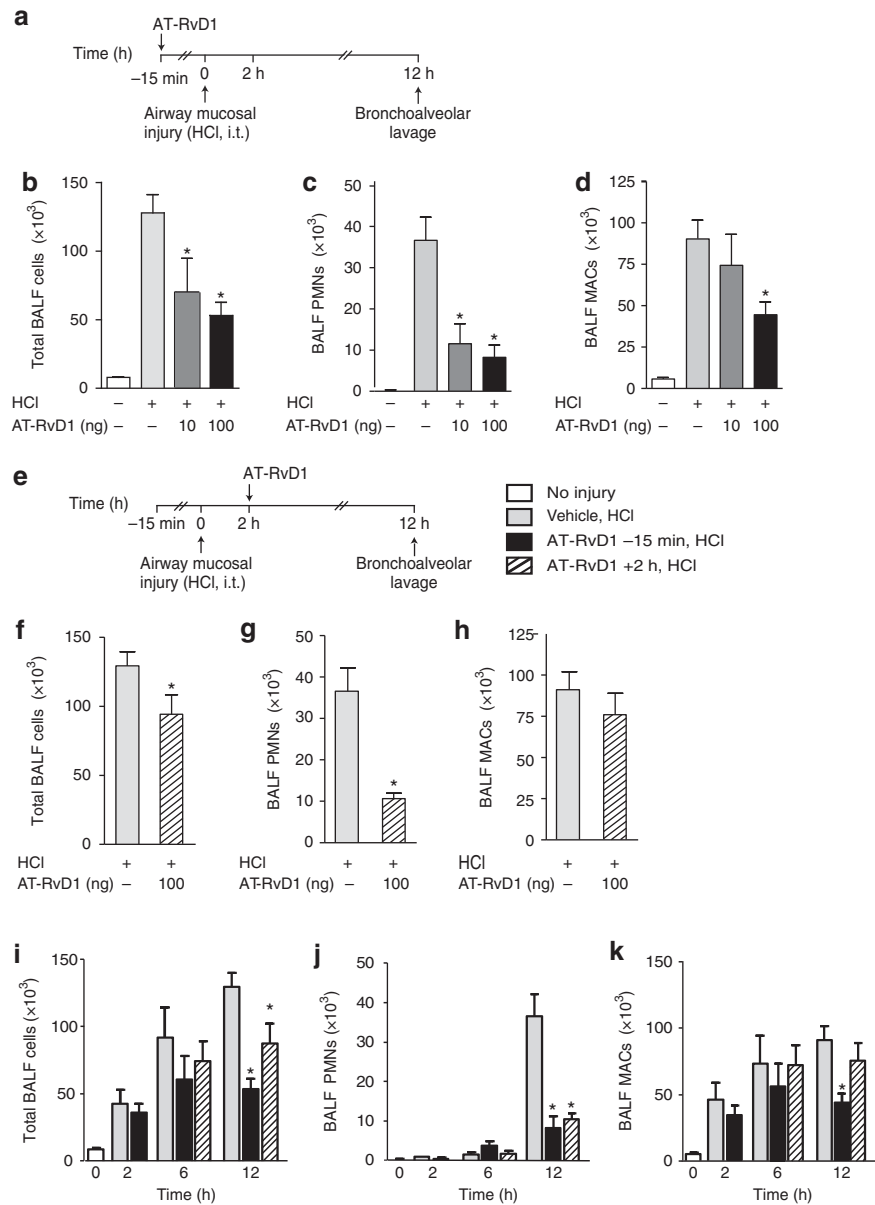 a
AT-RvD1
Time (h)
–15 min 0 2 h 12 h
Airway mucosal
injury (HCl, i.t.)
Bronchoalveolar
lavage
b
Total BALF cells (×10³)
150
100
50
0
HCl – + + +
AT-RvD1 (ng) – – 10 100
*
*
c
BALF PMNs (×10³)
50
40
30
20
10
0
HCl – + + +
AT-RvD1 (ng) – – 10 100
*
*
d
BALF MACs (×10³)
125
100
75
50
25
0
HCl – + + +
AT-RvD1 (ng) – – 10 100
*
e
AT-RvD1
Time (h)
–15 min 0 2 h 12 h
Airway mucosal
injury (HCl, i.t.)
Bronchoalveolar
lavage
No injury
Vehicle, HCl
AT-RvD1 –15 min, HCl
AT-RvD1 +2 h, HCl
f
Total BALF cells (×10³)
150
100
50
0
*
HCl + +
AT-RvD1 (ng) – 100
g
BALF PMNs (×10³)
50
40
30
20
10
0
*
HCl + +
AT-RvD1 (ng) – 100
h
BALF MACs (×10³)
125
100
75
50
25
0
HCl + +
AT-RvD1 (ng) – 100
i
Total BALF cells (×10³)
150
100
50
0
*
*
0 2 6 12
Time (h)
j
BALF PMNs (×10³)
50
40
30
20
10
0
* *
0 2 6 12
Time (h)
k
BALF MACs (×10³)
150
100
50
0
*
0 2 6 12
Time (h)